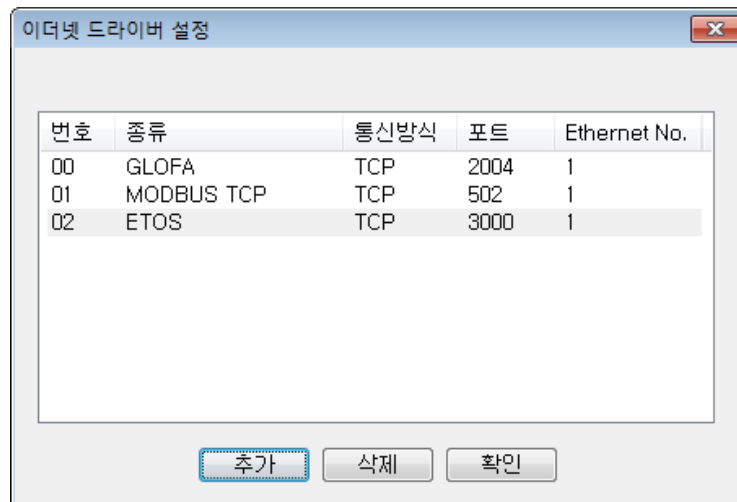 이더넷 드라이버 설정
번호 종류 통신방식 포트 Ethernet No.
00 GLOFA TCP 2004 1
01 MODBUS TCP TCP 502 1
02 ETOS TCP 3000 1
추가 삭제 확인